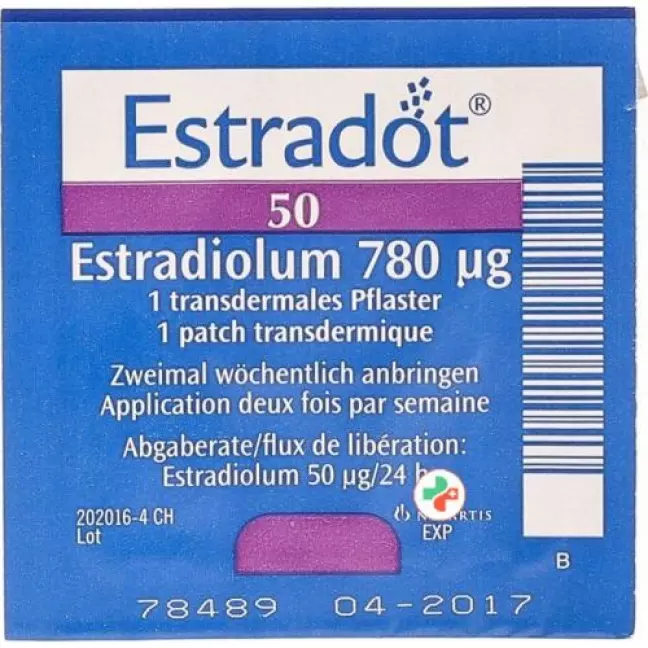 Estradot®
50
Estradiolum 780 µg
1 transdermales Pflaster
1 patch transdermique
Zweimal wöchentlich anbringen
Application deux fois par semaine
Abgaberate/flux de libération:
Estradiolum 50 µg/24 h
202016-4 CH
Lot
EXP
B
78489 04-2017